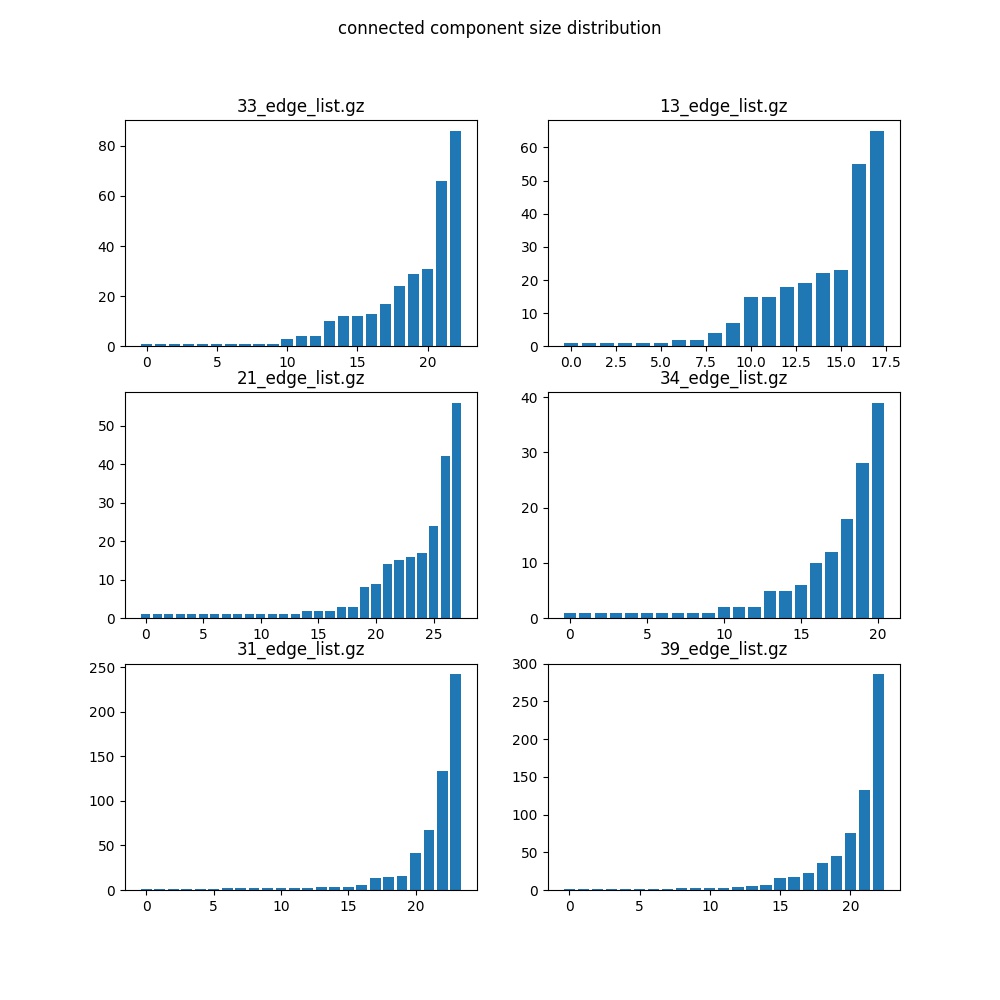 connected component size distribution
33_edge_list.gz
80
60
40
20
0
0 5 10 15 20
13_edge_list.gz
60
50
40
30
20
10
0
0.0 2.5 5.0 7.5 10.0 12.5 15.0 17.5
21_edge_list.gz
50
40
30
20
10
0
0 5 10 15 20 25
34_edge_list.gz
40
30
20
10
0
0 5 10 15 20
31_edge_list.gz
250
200
150
100
50
0
0 5 10 15 20
39_edge_list.gz
300
250
200
150
100
50
0
0 5 10 15 20